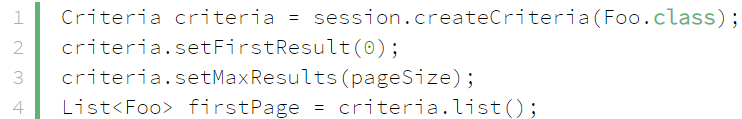 1 Criteria criteria = session.createCriteria(Foo.class);
2 criteria.setFirstResult(0);
3 criteria.setMaxResults(pageSize);
4 List<Foo> firstPage = criteria.list();